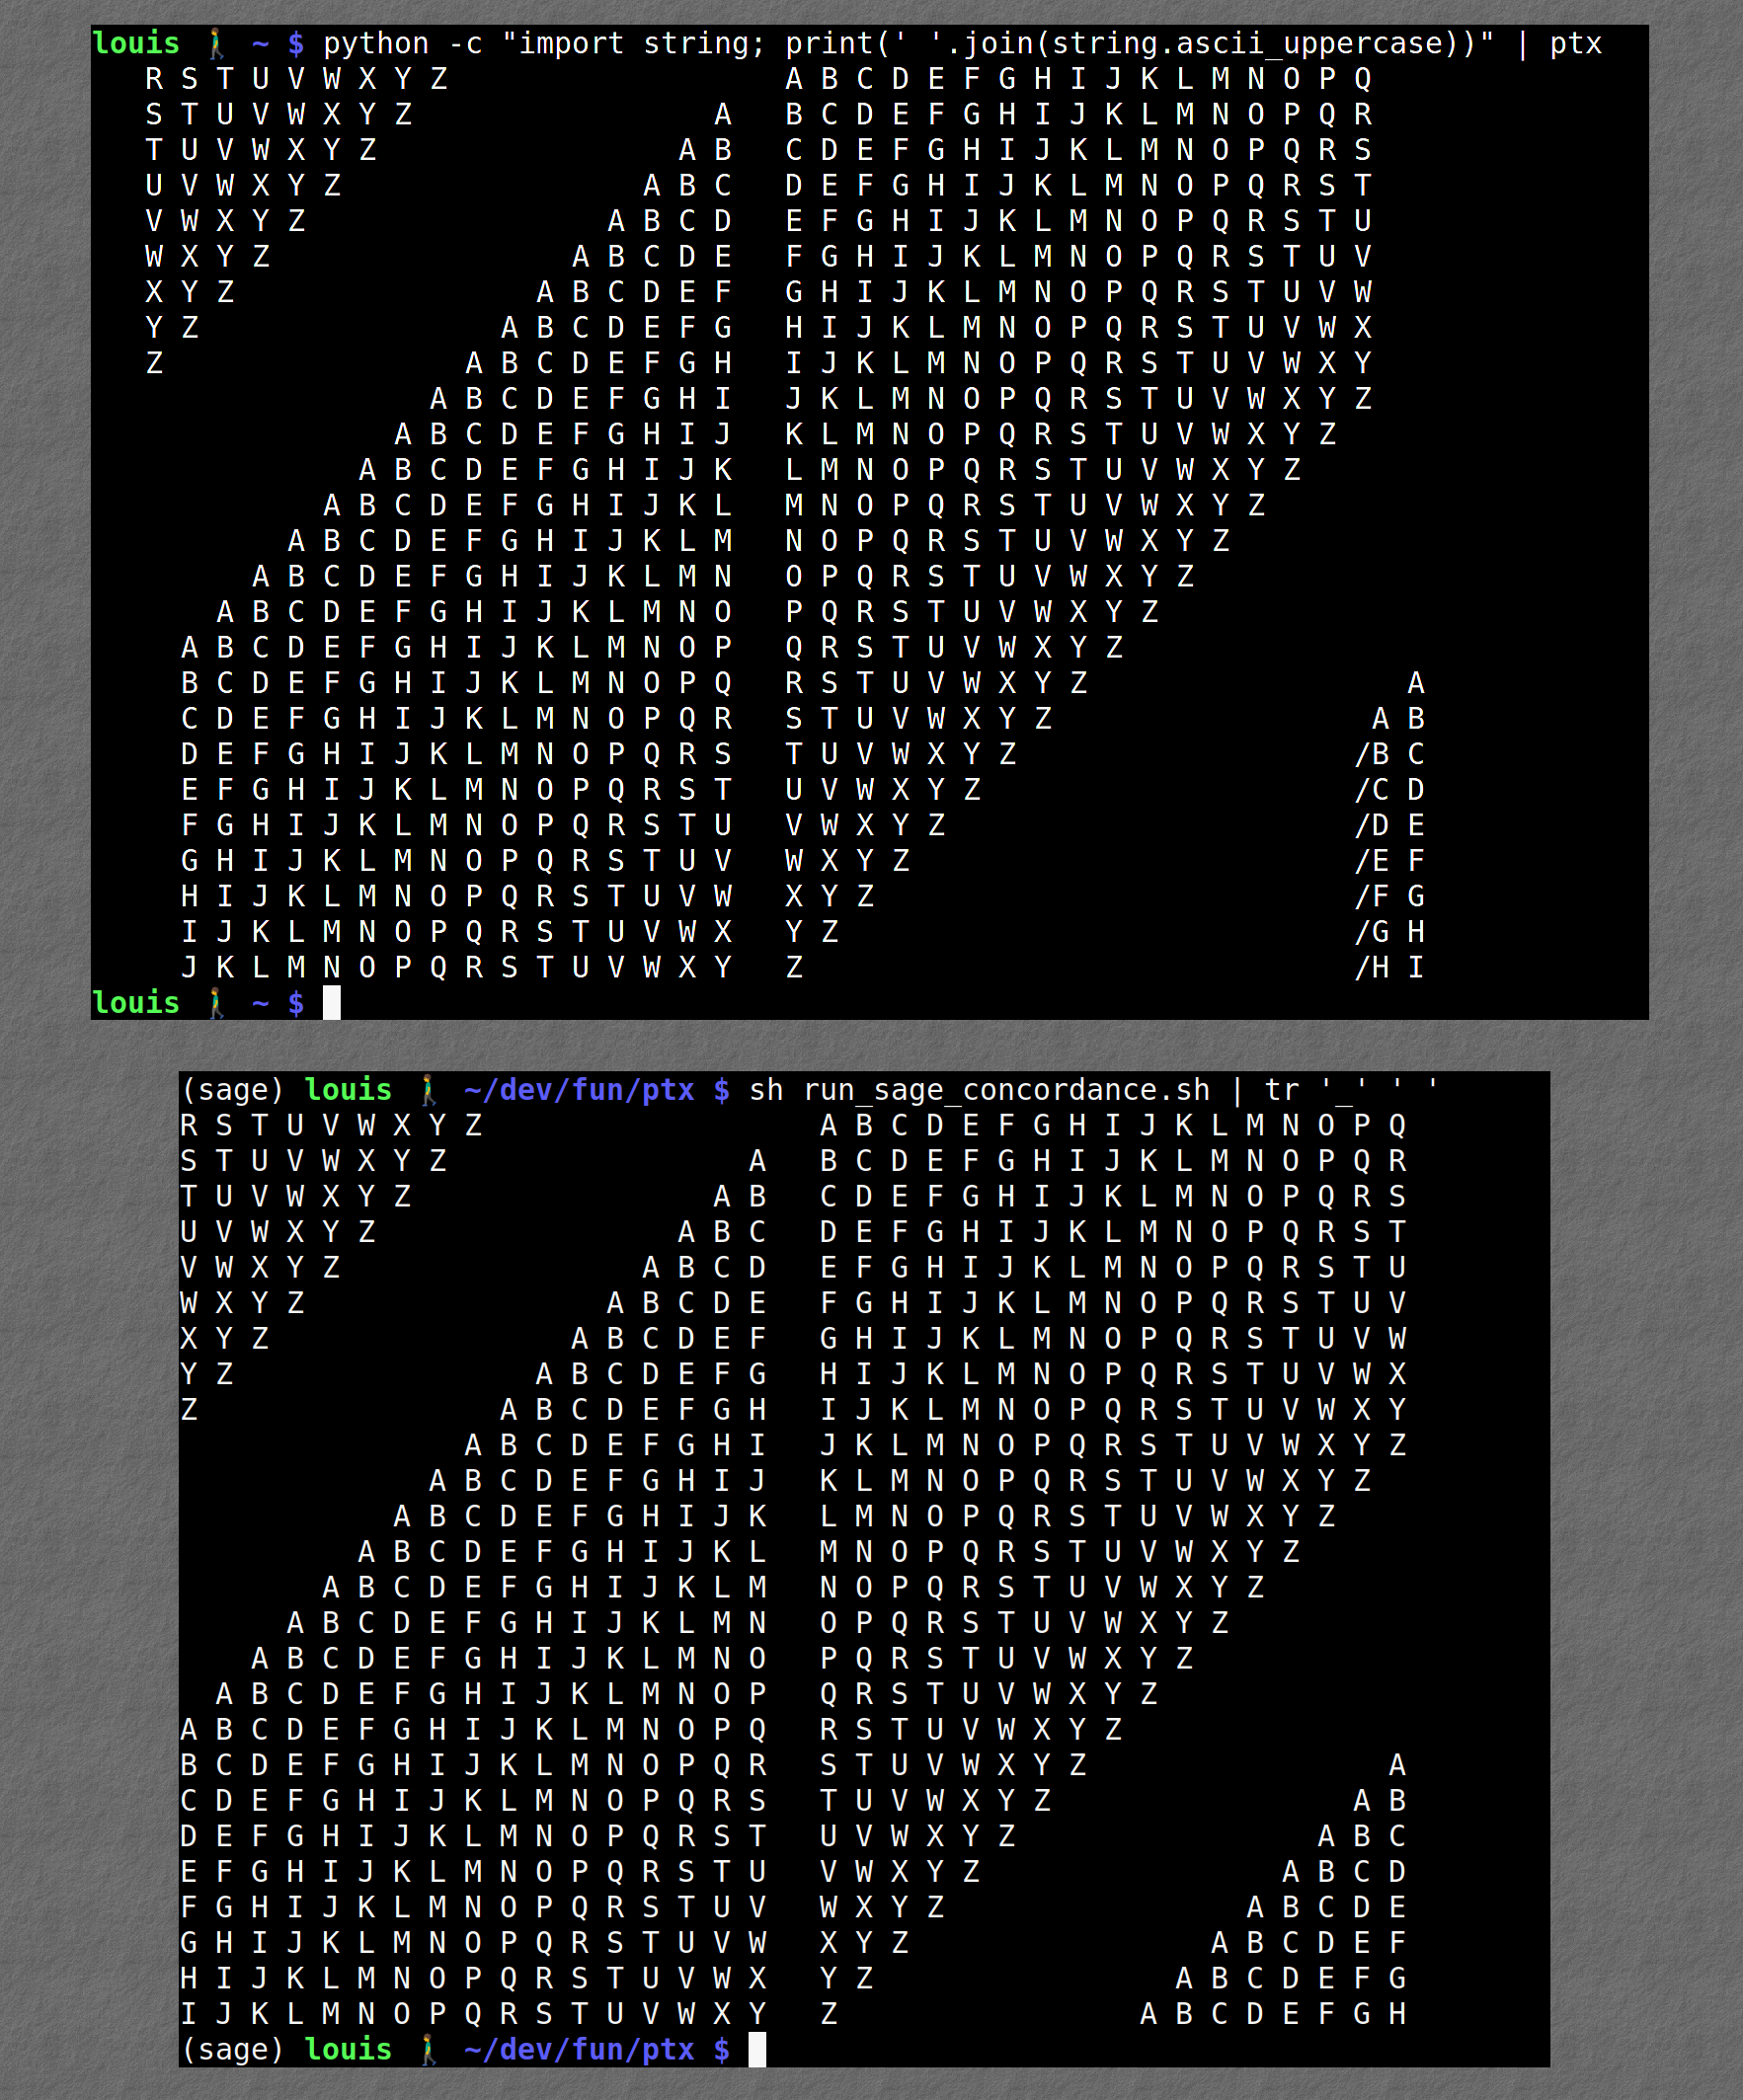 louis 🚶‍♂️ ~ $ python -c "import string; print(' '.join(string.ascii_uppercase))" | ptx
   R S T U V W X Y Z                   A B C D E F G H I J K L M N O P Q
   S T U V W X Y Z                 A   B C D E F G H I J K L M N O P Q R
   T U V W X Y Z                 A B   C D E F G H I J K L M N O P Q R S
   U V W X Y Z                 A B C   D E F G H I J K L M N O P Q R S T
   V W X Y Z                 A B C D   E F G H I J K L M N O P Q R S T U
   W X Y Z                 A B C D E   F G H I J K L M N O P Q R S T U V
   X Y Z                 A B C D E F   G H I J K L M N O P Q R S T U V W
   Y Z                 A B C D E F G   H I J K L M N O P Q R S T U V W X
   Z                 A B C D E F G H   I J K L M N O P Q R S T U V W X Y
                   A B C D E F G H I   J K L M N O P Q R S T U V W X Y Z
                 A B C D E F G H I J   K L M N O P Q R S T U V W X Y Z
               A B C D E F G H I J K   L M N O P Q R S T U V W X Y Z
             A B C D E F G H I J K L   M N O P Q R S T U V W X Y Z
           A B C D E F G H I J K L M   N O P Q R S T U V W X Y Z
         A B C D E F G H I J K L M N   O P Q R S T U V W X Y Z
       A B C D E F G H I J K L M N O   P Q R S T U V W X Y Z
     A B C D E F G H I J K L M N O P   Q R S T U V W X Y Z
     B C D E F G H I J K L M N O P Q   R S T U V W X Y Z                  A
     C D E F G H I J K L M N O P Q R   S T U V W X Y Z                  A B
     D E F G H I J K L M N O P Q R S   T U V W X Y Z                   /B C
     E F G H I J K L M N O P Q R S T   U V W X Y Z                     /C D
     F G H I J K L M N O P Q R S T U   V W X Y Z                       /D E
     G H I J K L M N O P Q R S T U V   W X Y Z                         /E F
     H I J K L M N O P Q R S T U V W   X Y Z                           /F G
     I J K L M N O P Q R S T U V W X   Y Z                             /G H
     J K L M N O P Q R S T U V W X Y   Z                               /H I
louis 🚶‍♂️ ~ $
(sage) louis 🚶‍♂️ ~/dev/fun/ptx $ sh run_sage_concordance.sh | tr '_' ' '
R S T U V W X Y Z                   A B C D E F G H I J K L M N O P Q
S T U V W X Y Z                 A   B C D E F G H I J K L M N O P Q R
T U V W X Y Z                 A B   C D E F G H I J K L M N O P Q R S
U V W X Y Z                 A B C   D E F G H I J K L M N O P Q R S T
V W X Y Z                 A B C D   E F G H I J K L M N O P Q R S T U
W X Y Z                 A B C D E   F G H I J K L M N O P Q R S T U V
X Y Z                 A B C D E F   G H I J K L M N O P Q R S T U V W
Y Z                 A B C D E F G   H I J K L M N O P Q R S T U V W X
Z                 A B C D E F G H   I J K L M N O P Q R S T U V W X Y
                A B C D E F G H I   J K L M N O P Q R S T U V W X Y Z
              A B C D E F G H I J   K L M N O P Q R S T U V W X Y Z
            A B C D E F G H I J K   L M N O P Q R S T U V W X Y Z
          A B C D E F G H I J K L   M N O P Q R S T U V W X Y Z
        A B C D E F G H I J K L M   N O P Q R S T U V W X Y Z
      A B C D E F G H I J K L M N   O P Q R S T U V W X Y Z
    A B C D E F G H I J K L M N O   P Q R S T U V W X Y Z
  A B C D E F G H I J K L M N O P   Q R S T U V W X Y Z
A B C D E F G H I J K L M N O P Q   R S T U V W X Y Z
B C D E F G H I J K L M N O P Q R   S T U V W X Y Z                 A
C D E F G H I J K L M N O P Q R S   T U V W X Y Z                 A B
D E F G H I J K L M N O P Q R S T   U V W X Y Z                 A B C
E F G H I J K L M N O P Q R S T U   V W X Y Z                 A B C D
F G H I J K L M N O P Q R S T U V   W X Y Z                 A B C D E
G H I J K L M N O P Q R S T U V W   X Y Z                 A B C D E F
H I J K L M N O P Q R S T U V W X   Y Z                 A B C D E F G
I J K L M N O P Q R S T U V W X Y   Z                 A B C D E F G H
(sage) louis 🚶‍♂️ ~/dev/fun/ptx $